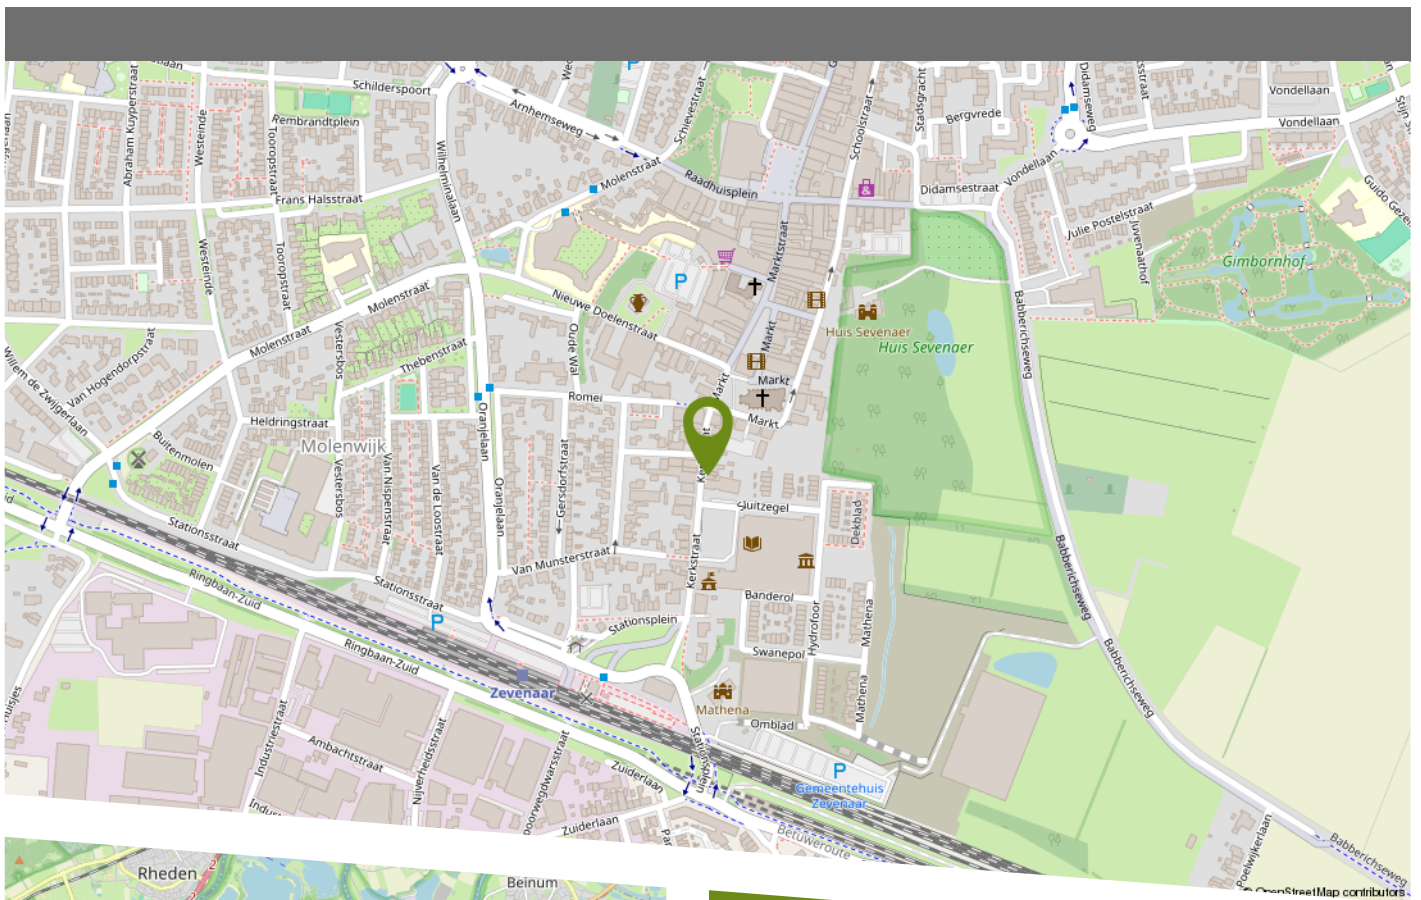 Schilderspoort
Rembrandtplein
Abraham Kuyperstraat
Westeinde
Tooropstraat
Frans Halsstraat
Wilhelminalaan
Arnhemseweg
Molenstraat
Schievestraat
Raadhuisplein
Schoolstraat
Stadsgracht
Bergvrede
Didamseweg
Vondellaan
Vondellaan
Vondellaan
Didamsestraat
Julie Postelstraat
Juvenaathof
Gimbornhof
Westeinde
Tooropstraat
Molenstraat
Molenstraat
Marktstraat
Nieuwe Doelenstraat
Oude Wal
Markt
Huis Sevenaer
Huis Sevenaer
Babberichseweg
Willem de Zwijgerlaan
Van Hogendorpstraat
Vestersbos
Thebenstraat
Romei
Markt
Markt
Markt
Heldringstraat
Molenwijk
Oranjelaan
Buitenmolen
Vestersbos
Van Nispenstraat
Van de Loostraat
Oranjelaan
Gersdorfstraat
Sluitzegel
Dekblad
Stationsstraat
Van Munsterstraat
Kerkstraat
Banderol
Babberichseweg
Ringbaan-Zuid
Stationsstraat
Stationsplein
Hydrofoor
Mathena
Swanepol
Ringbaan-Zuid
Zevenaar
Mathena
Mathena
Omblad
Babberichseweg
Industriestraat
Ambachtstraat
Nijverheidsstraat
Stationsplein
Zuiderlaan
Gemeentehuis
Zevenaar
Zuiderlaan
Betuweroute
Poelwijkerlaan
Babberichseweg
© OpenStreetMap contributors
Rheden
Beinum